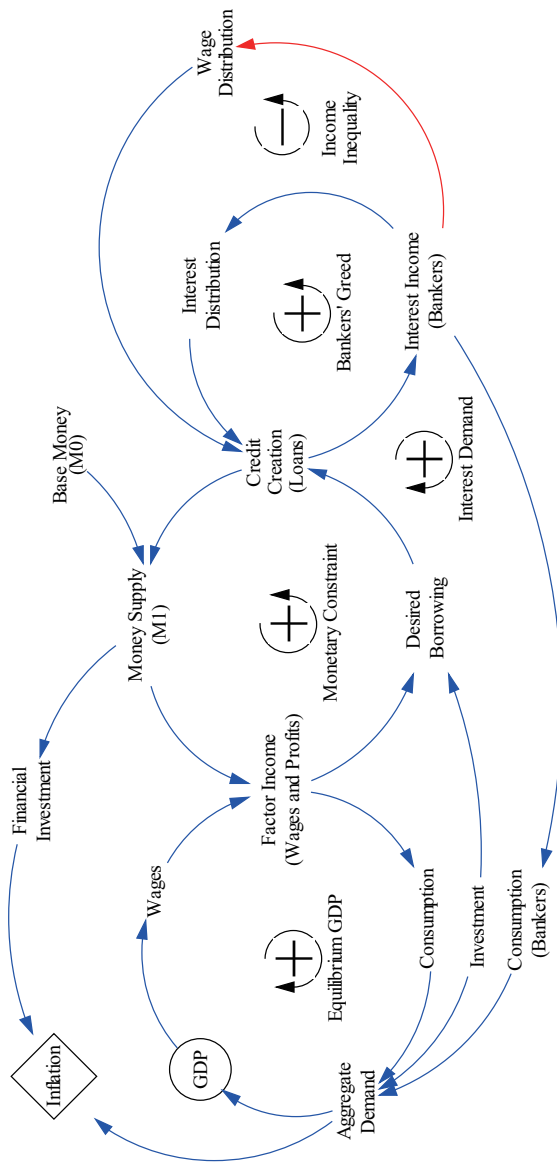 Inflation
Financial
Investment
Money Supply
(M1)
Base Money
(M0)
Wage
Distribution
GDP
Wages
Interest
Distribution
Income
Inequality
Aggregate
Demand
Equilibrium GDP
Factor Income
(Wages and Profits)
Monetary Constraint
Credit
Creation
(Loans)
Bankers' Greed
Consumption
Desired
Borrowing
Interest Demand
Interest Income
(Bankers)
Investment
Consumption
(Bankers)